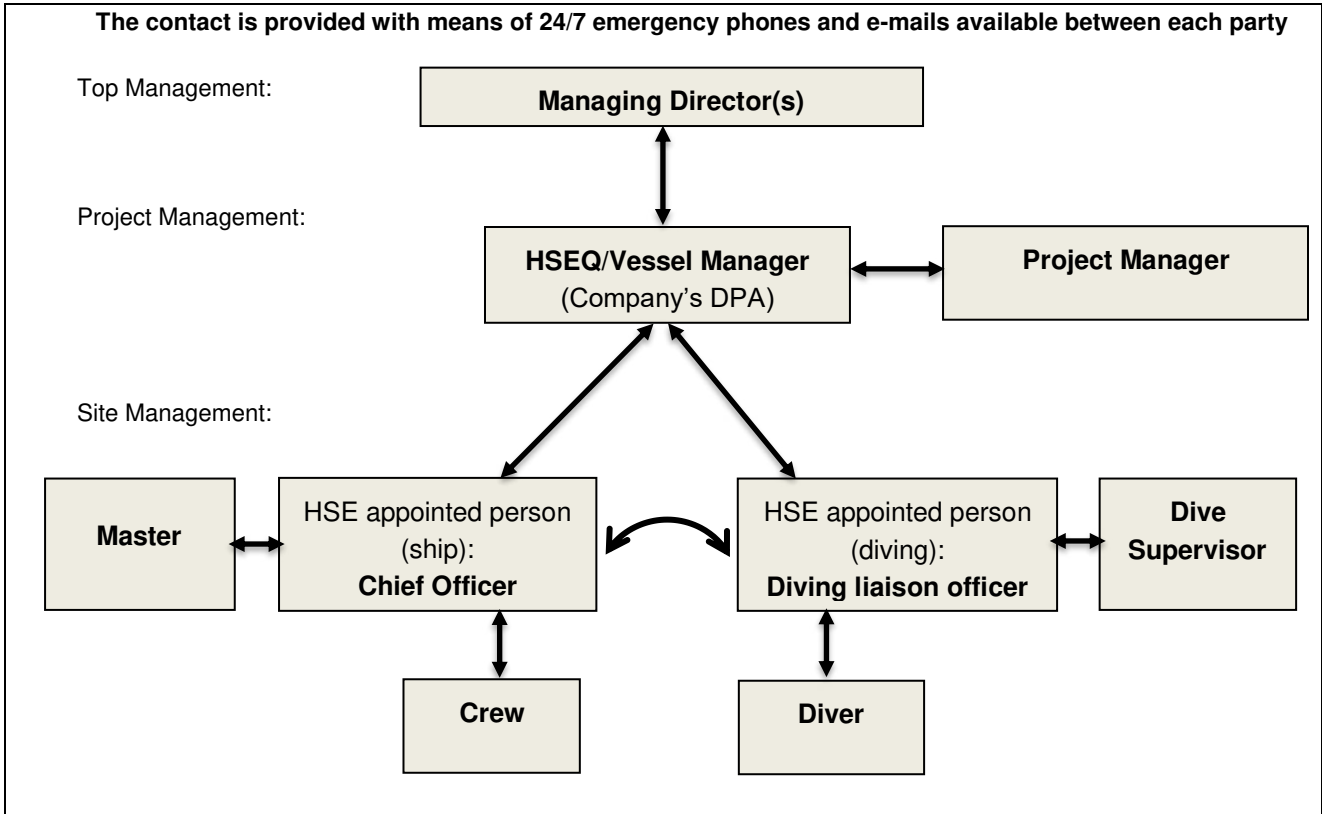 The contact is provided with means of 24/7 emergency phones and e-mails available between each party
Top Management:
Managing Director(s)
Project Management:
HSEQ/Vessel Manager
(Company's DPA)
Project Manager
Site Management:
Master
HSE appointed person
(ship):
Chief Officer
HSE appointed person
(diving):
Diving liaison officer
Dive
Supervisor
Crew
Diver